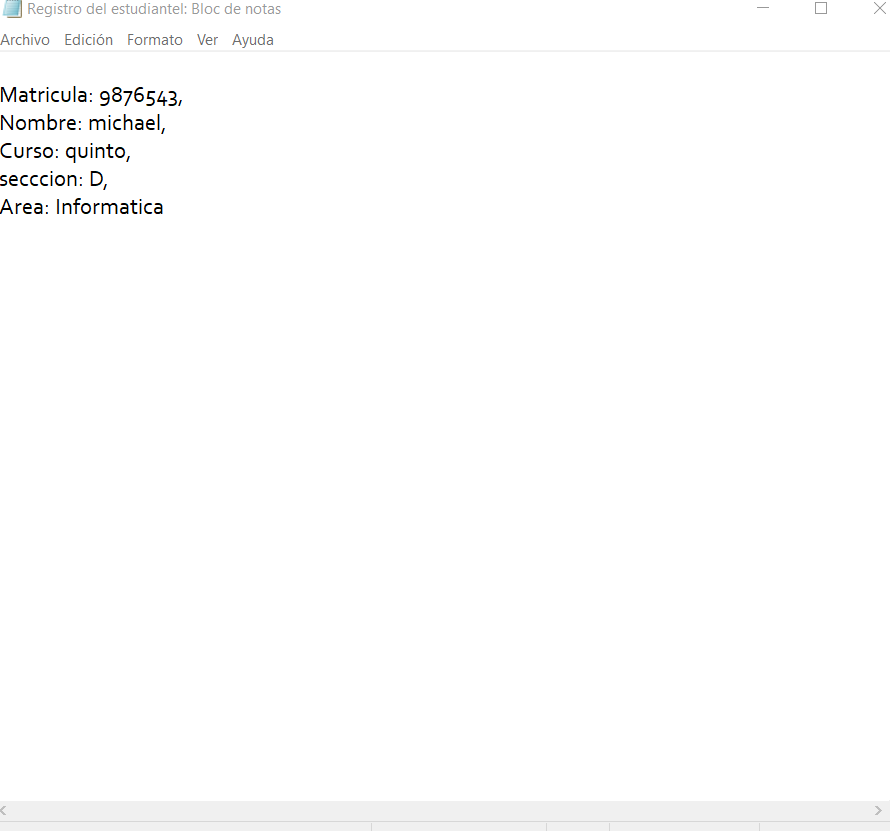 Registro del estudiantel: Bloc de notas
Archivo Edición Formato Ver Ayuda
Matricula: 9876543,
Nombre: michael,
Curso: quinto,
secccion: D,
Area: Informatica